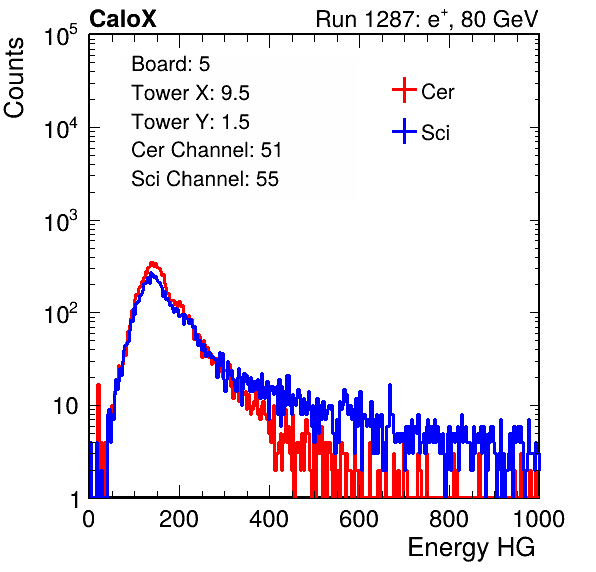 CaloX Run 1287: e⁺, 80 GeV
Counts
Board: 5
Tower X: 9.5
Tower Y: 1.5
Cer Channel: 51
Sci Channel: 55
Cer
Sci
10⁵
10⁴
10³
10²
10
1
0 200 400 600 800 1000
Energy HG